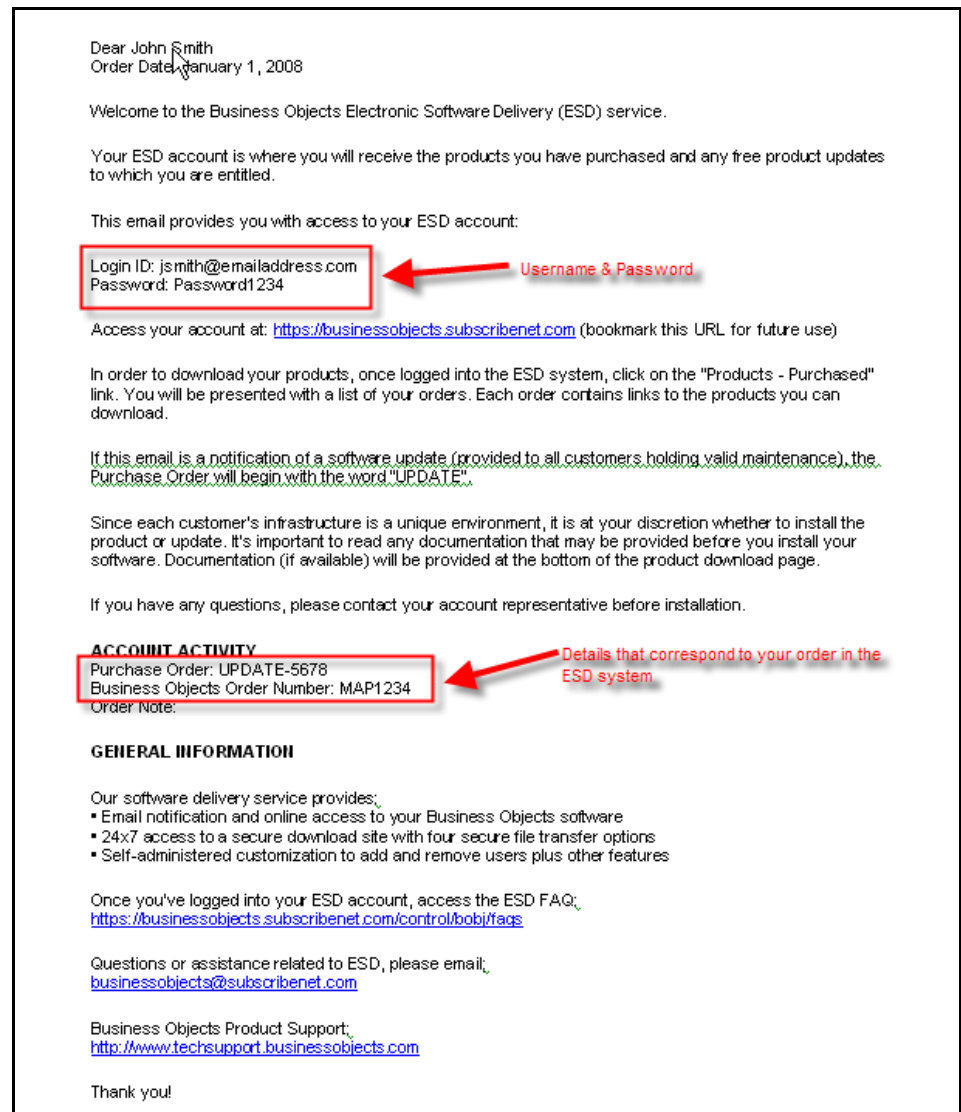 Dear John Smith
Order Date: January 1, 2008
Welcome to the Business Objects Electronic Software Delivery (ESD) service.
Your ESD account is where you will receive the products you have purchased and any free product updates
to which you are entitled.
This email provides you with access to your ESD account:
Login ID: jsmith@emailaddress.com
Password: Password1234
Username & Password
Access your account at: https://businessobjects.subscribenet.com (bookmark this URL for future use)
In order to download your products, once logged into the ESD system, click on the "Products - Purchased"
link. You will be presented with a list of your orders. Each order contains links to the products you can
download.
If this email is a notification of a software update (provided to all customers holding valid maintenance), the
Purchase Order will begin with the word "UPDATE".
Since each customer's infrastructure is a unique environment, it is at your discretion whether to install the
product or update. It's important to read any documentation that may be provided before you install your
software. Documentation (if available) will be provided at the bottom of the product download page.
If you have any questions, please contact your account representative before installation.
ACCOUNT ACTIVITY
Purchase Order: UPDATE-5678
Business Objects Order Number: MAP1234
Order Note:
Details that correspond to your order in the
ESD system
GENERAL INFORMATION
Our software delivery service provides:
▪ Email notification and online access to your Business Objects software
▪ 24x7 access to a secure download site with four secure file transfer options
▪ Self-administered customization to add and remove users plus other features
Once you've logged into your ESD account, access the ESD FAQ:
https://businessobjects.subscribenet.com/control/bobj/faqs
Questions or assistance related to ESD, please email:
businessobjects@subscribenet.com
Business Objects Product Support:
http://www.techsupport.businessobjects.com
Thank you!